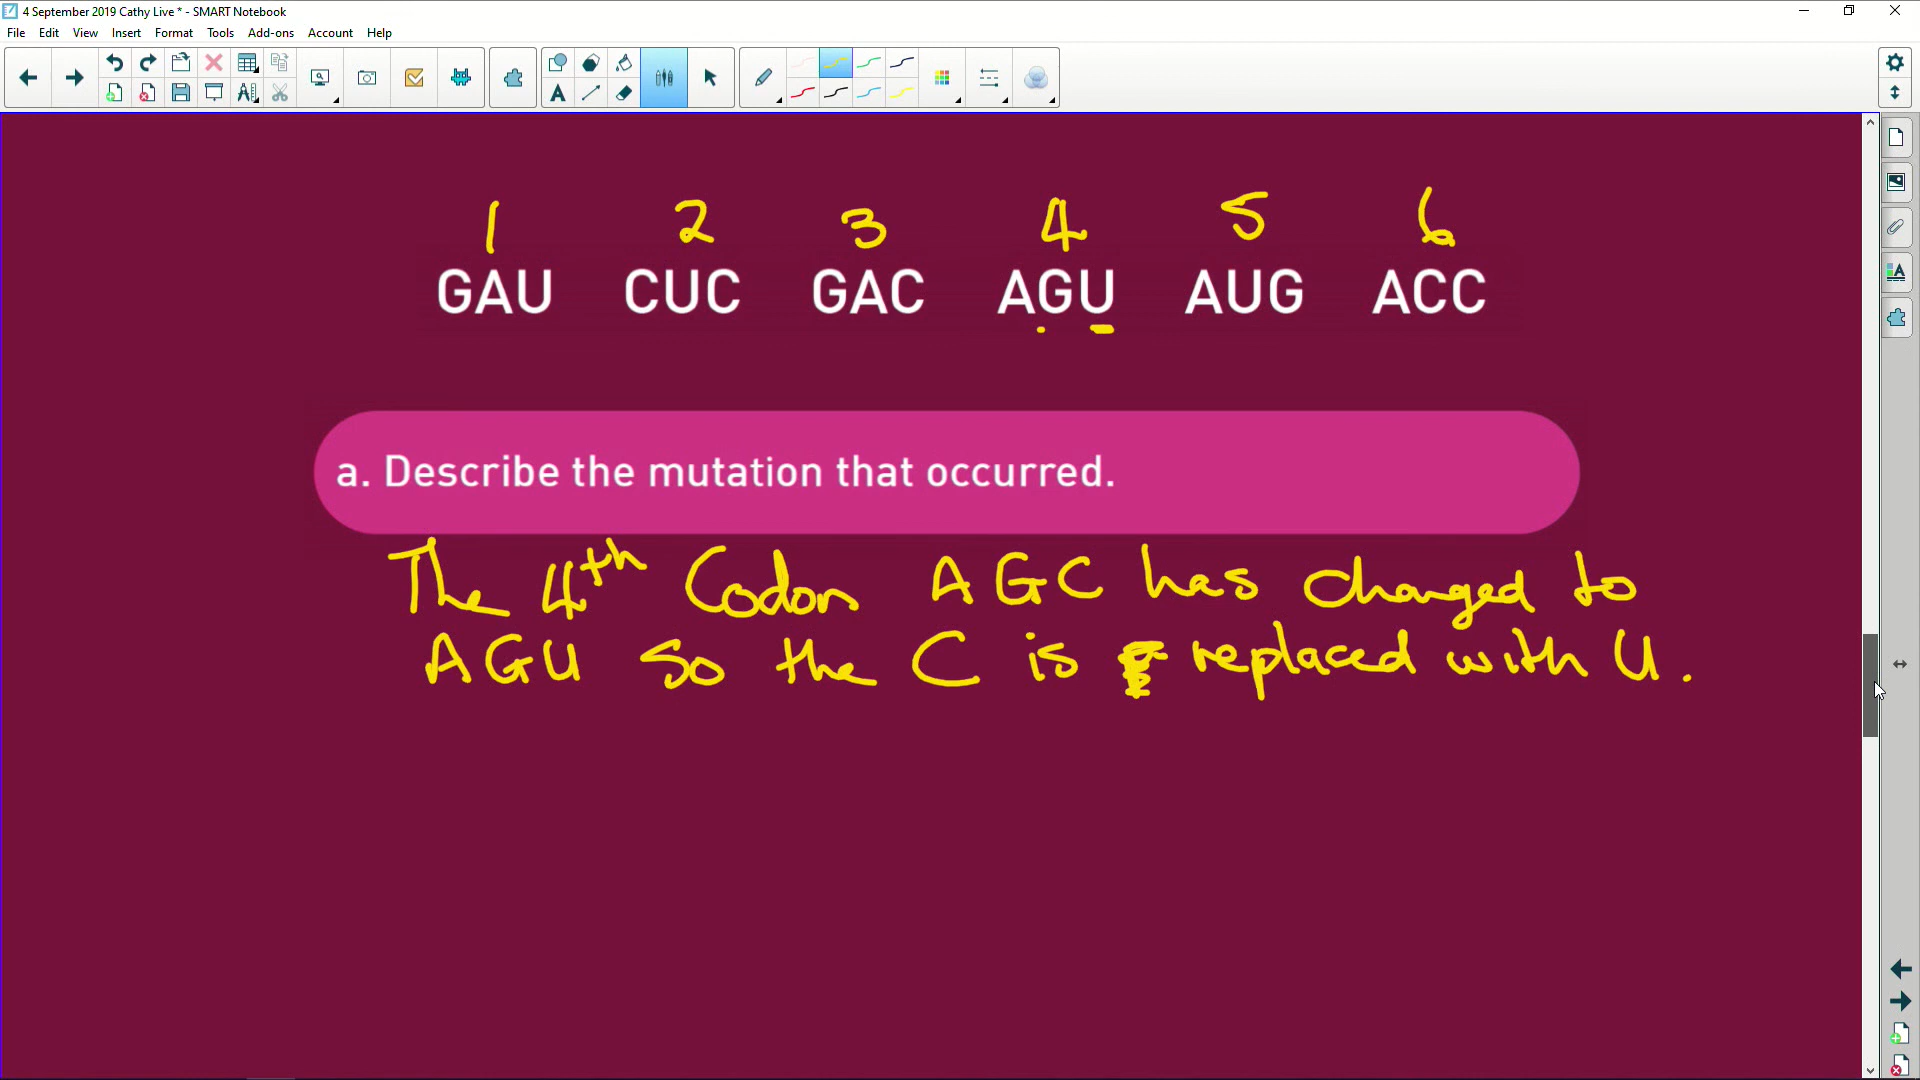 4 September 2019 Cathy Live * - SMART Notebook
File Edit View Insert Format Tools Add-ons Account Help
1 2 3 4 5 6
GAU CUC GAC AGU AUG ACC
a. Describe the mutation that occurred.
The 4th Codon AGC has changed to
AGU so the C is replaced with U.